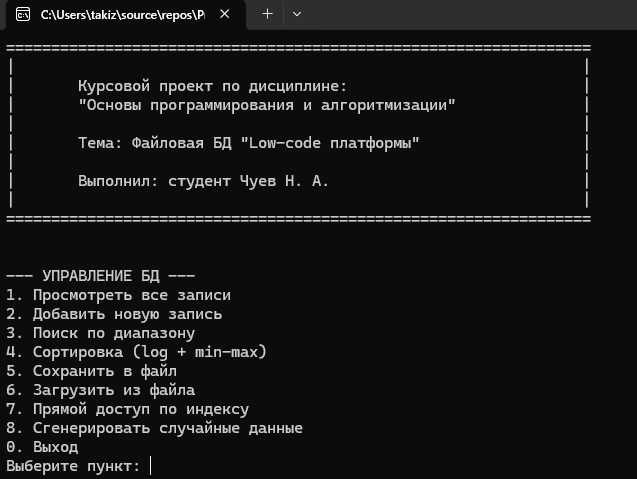 C:\Users\takiz\source\repos\P
Курсовой проект по дисциплине:
"Основы программирования и алгоритмизации"
Тема: Файловая БД "Low-code платформы"
Выполнил: студент Чуев Н. А.
--- УПРАВЛЕНИЕ БД ---
1. Просмотреть все записи
2. Добавить новую запись
3. Поиск по диапазону
4. Сортировка (log + min-max)
5. Сохранить в файл
6. Загрузить из файла
7. Прямой доступ по индексу
8. Сгенерировать случайные данные
0. Выход
Выберите пункт: